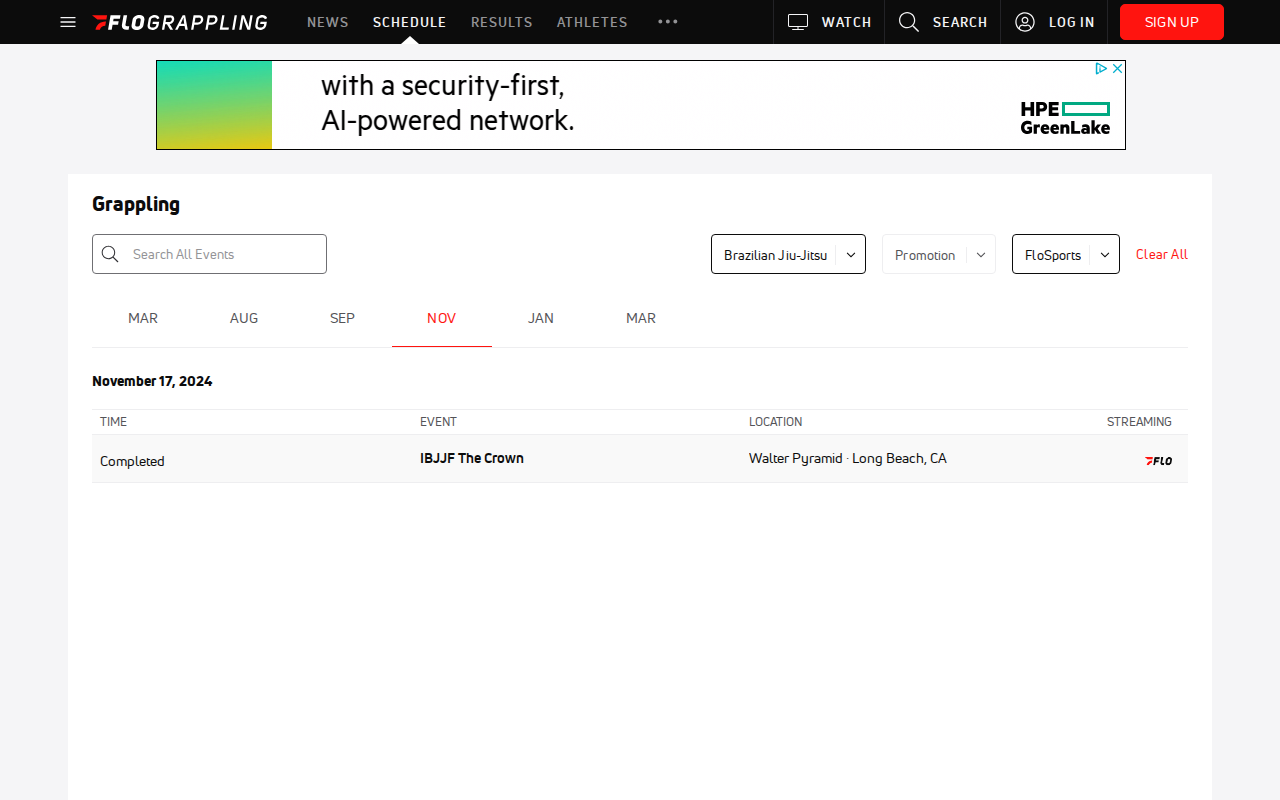 FLOGRAPPLING NEWS SCHEDULE RESULTS ATHLETES ••• WATCH SEARCH LOG IN SIGN UP
with a security-first,
AI-powered network.
HPE
GreenLake
Grappling
Search All Events Brazilian Jiu-Jitsu Promotion FloSports Clear All
MAR AUG SEP NOV JAN MAR
November 17, 2024
TIME EVENT LOCATION STREAMING
Completed IBJJF The Crown Walter Pyramid · Long Beach, CA FLO